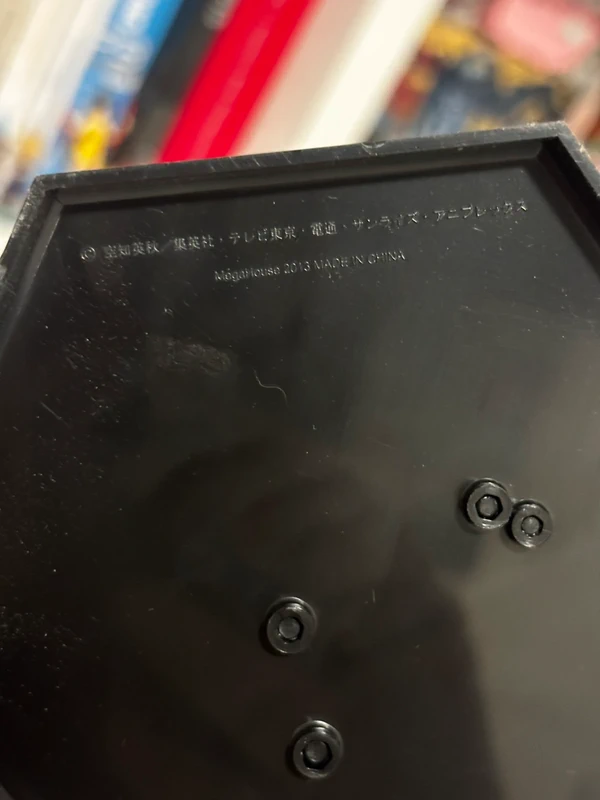 © 空知英秋/集英社・テレビ東京・電通・サンライズ・アニプレックス
MegaHouse 2013 MADE IN CHINA